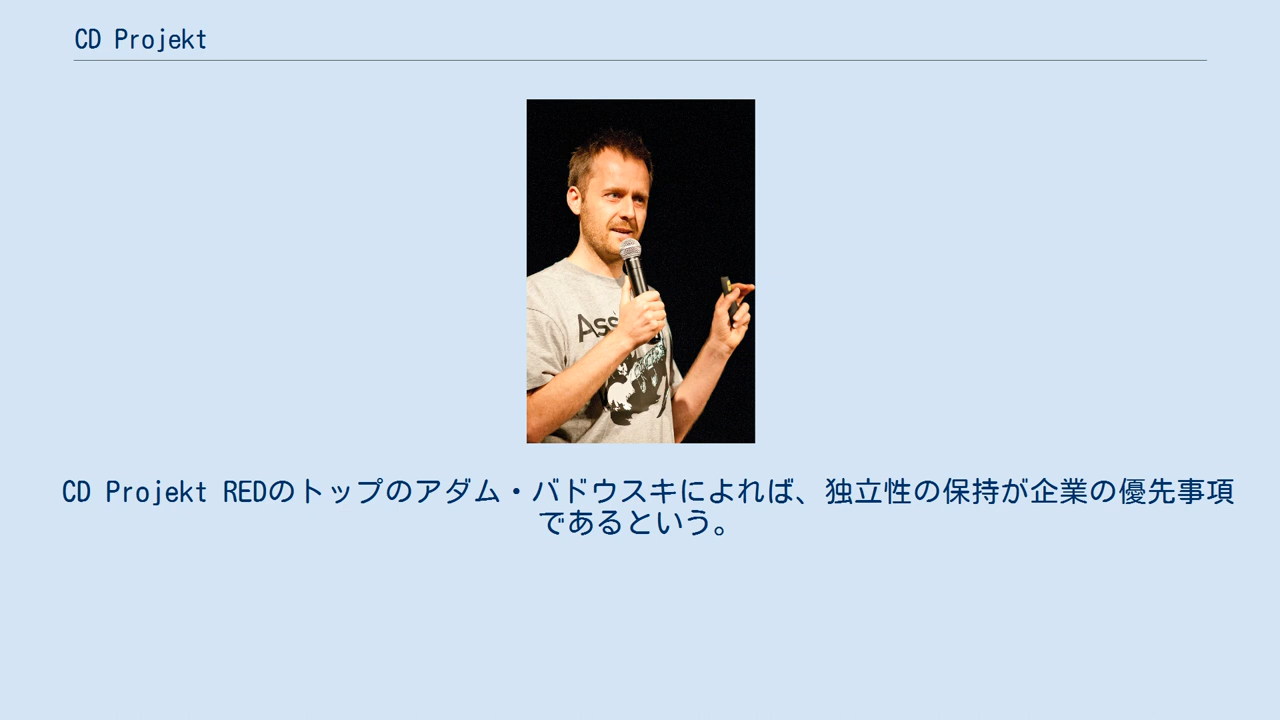 CD Projekt
Ass
CD Projekt REDのトップのアダム・バドウスキによれば、独立性の保持が企業の優先事項
であるという。